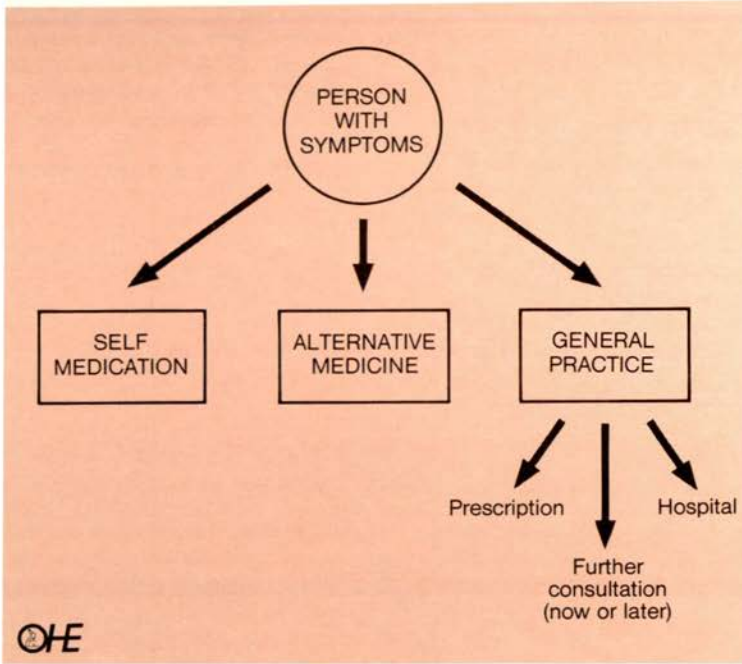 PERSON
WITH
SYMPTOMS
SELF
MEDICATION
ALTERNATIVE
MEDICINE
GENERAL
PRACTICE
Prescription
Hospital
Further
consultation
(now or later)
OHE